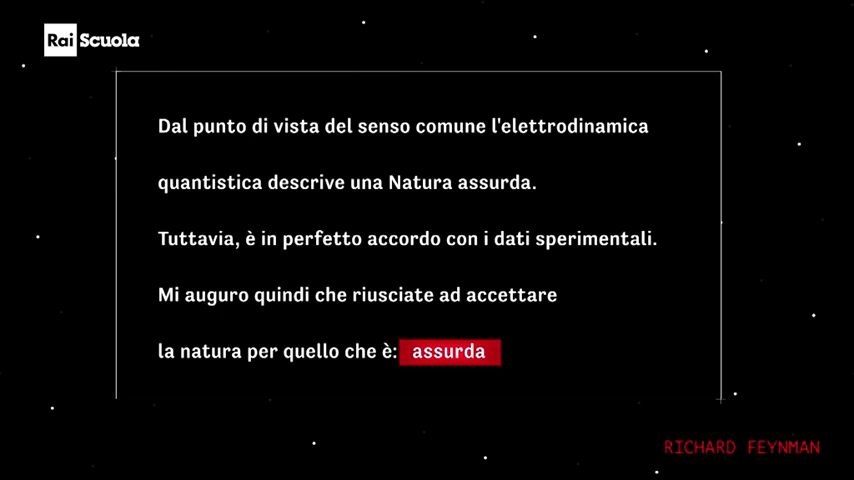 Rai Scuola
Dal punto di vista del senso comune l'elettrodinamica
quantistica descrive una Natura assurda.
Tuttavia, è in perfetto accordo con i dati sperimentali.
Mi auguro quindi che riusciate ad accettare
la natura per quello che è: assurda
RICHARD FEYNMAN